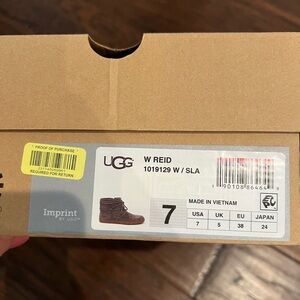 PROOF OF PURCHASE
REQUIRED FOR RETURN
UGG
W REID
1019129 W / SLA
Imprint
BY UGG
7
MADE IN VIETNAM
USA UK EU JAPAN
7 5 38 24